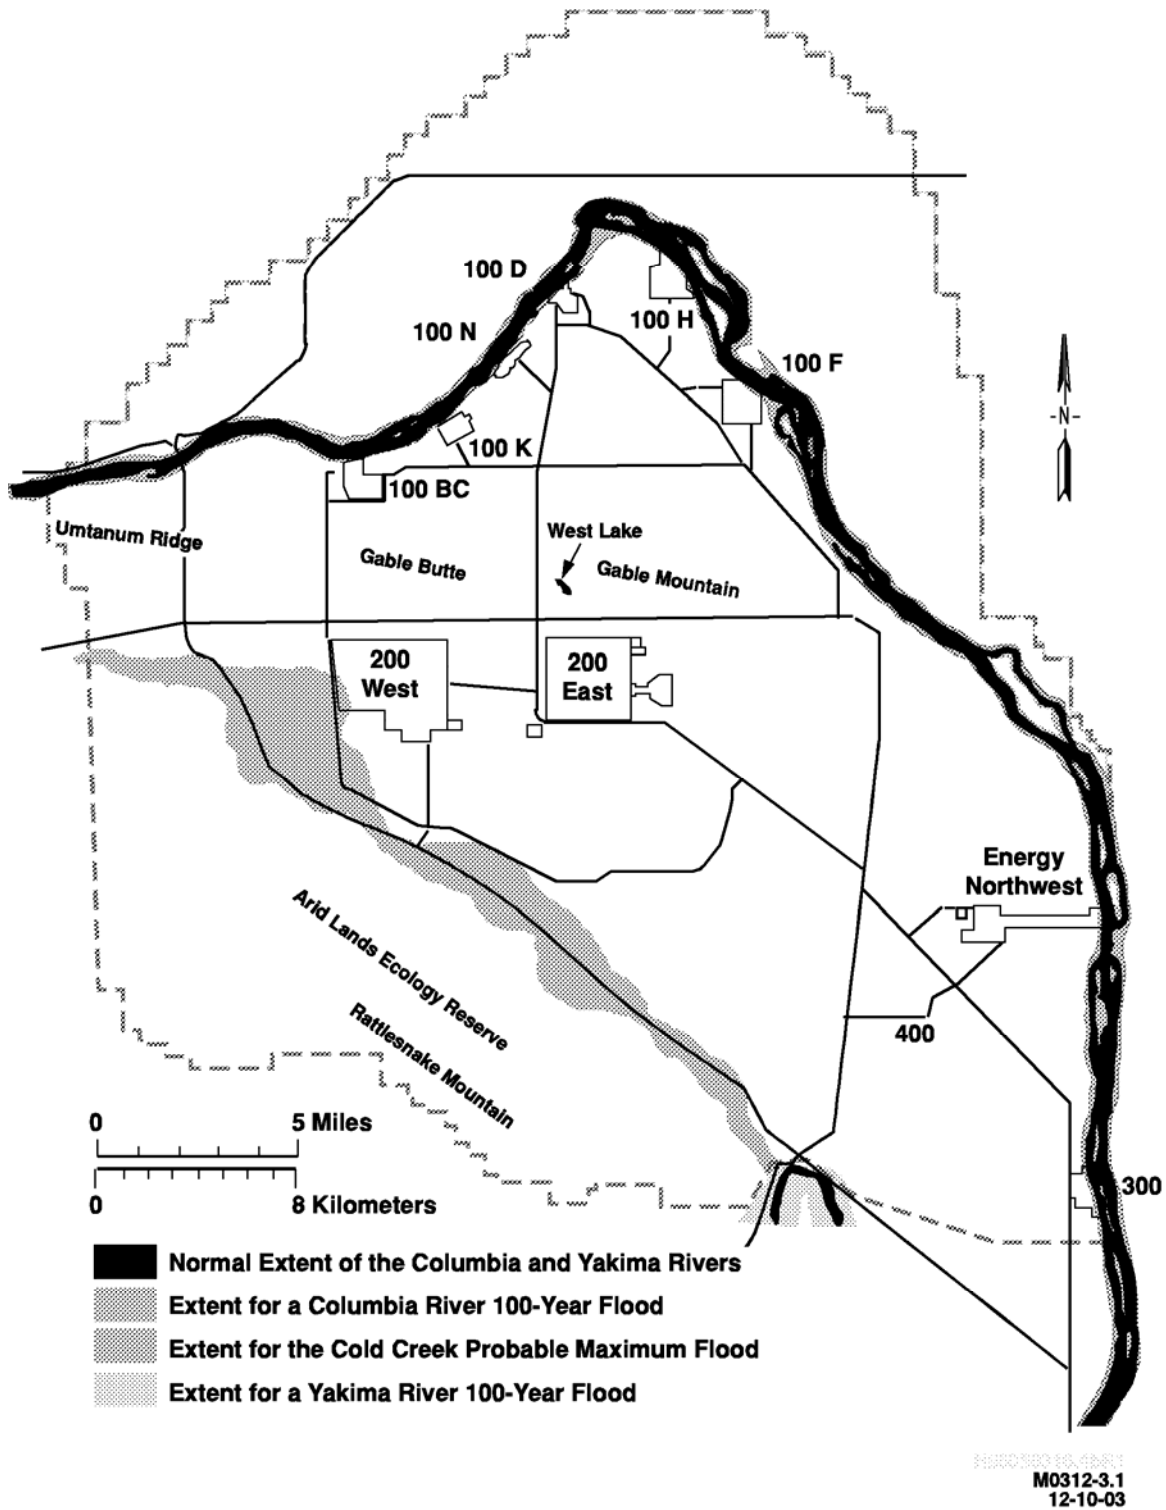 100 D
100 N
100 H
100 F
-N-
100 K
100 BC
Umtanum Ridge
West Lake
Gable Butte
Gable Mountain
200
West
200
East
Energy
Northwest
Arid Lands Ecology Reserve
400
Rattlesnake Mountain
0 5 Miles
0 8 Kilometers
300
Normal Extent of the Columbia and Yakima Rivers
Extent for a Columbia River 100-Year Flood
Extent for the Cold Creek Probable Maximum Flood
Extent for a Yakima River 100-Year Flood
M0312-3.1
12-10-03